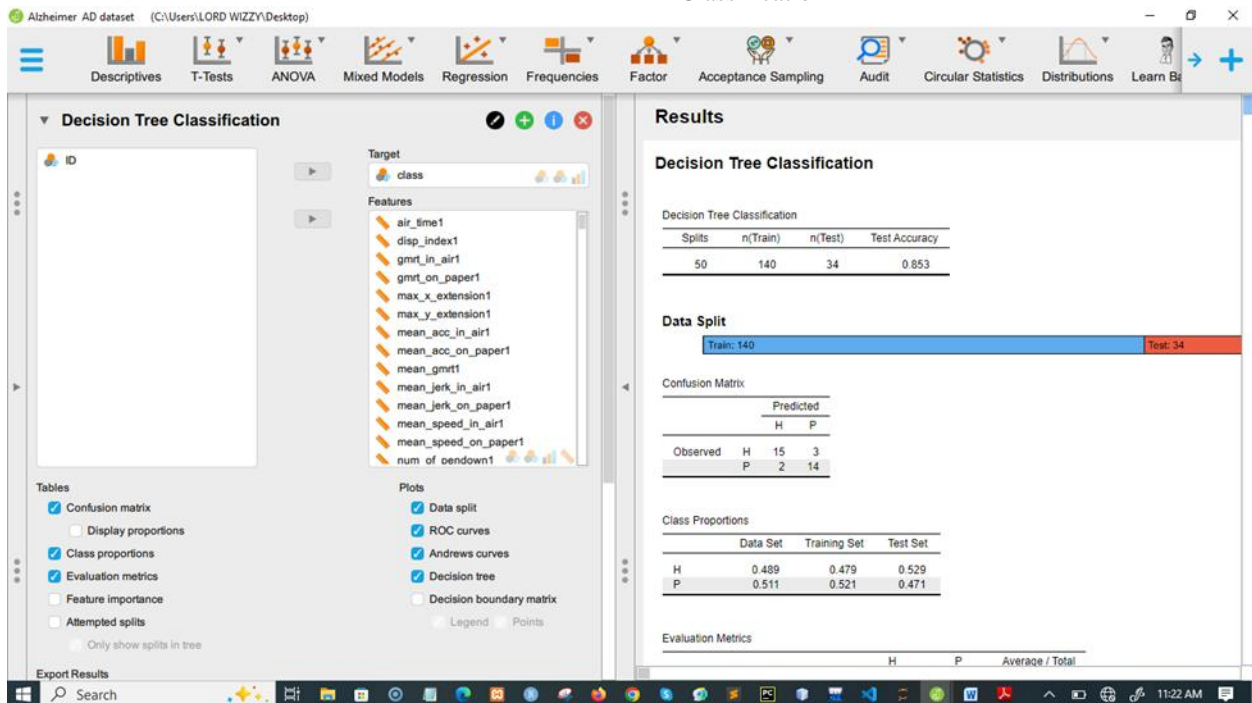 Alzheimer AD dataset (C:\Users\LORD WIZZY\Desktop)
Descriptives T-Tests ANOVA Mixed Models Regression Frequencies Factor Acceptance Sampling Audit Circular Statistics Distributions Learn Ba
Decision Tree Classification
ID
Target
class
Features
air_time1
disp_index1
gmrt_in_air1
gmrt_on_paper1
max_x_extension1
max_y_extension1
mean_acc_in_air1
mean_acc_on_paper1
mean_gmrt1
mean_jerk_in_air1
mean_jerk_on_paper1
mean_speed_in_air1
mean_speed_on_paper1
num_of_pendown1
Tables
Confusion matrix
Display proportions
Class proportions
Evaluation metrics
Feature importance
Attempted splits
Only show splits in tree
Plots
Data split
ROC curves
Andrews curves
Decision tree
Decision boundary matrix
Legend Points
Export Results
Results
Decision Tree Classification
Decision Tree Classification
Splits n(Train) n(Test) Test Accuracy
50 140 34 0.853
Data Split
Train: 140 Test: 34
Confusion Matrix
Predicted
H P
Observed H 15 3
P 2 14
Class Proportions
Data Set Training Set Test Set
H 0.489 0.479 0.529
P 0.511 0.521 0.471
Evaluation Metrics
H P Average / Total
Search
PC
11:22 AM